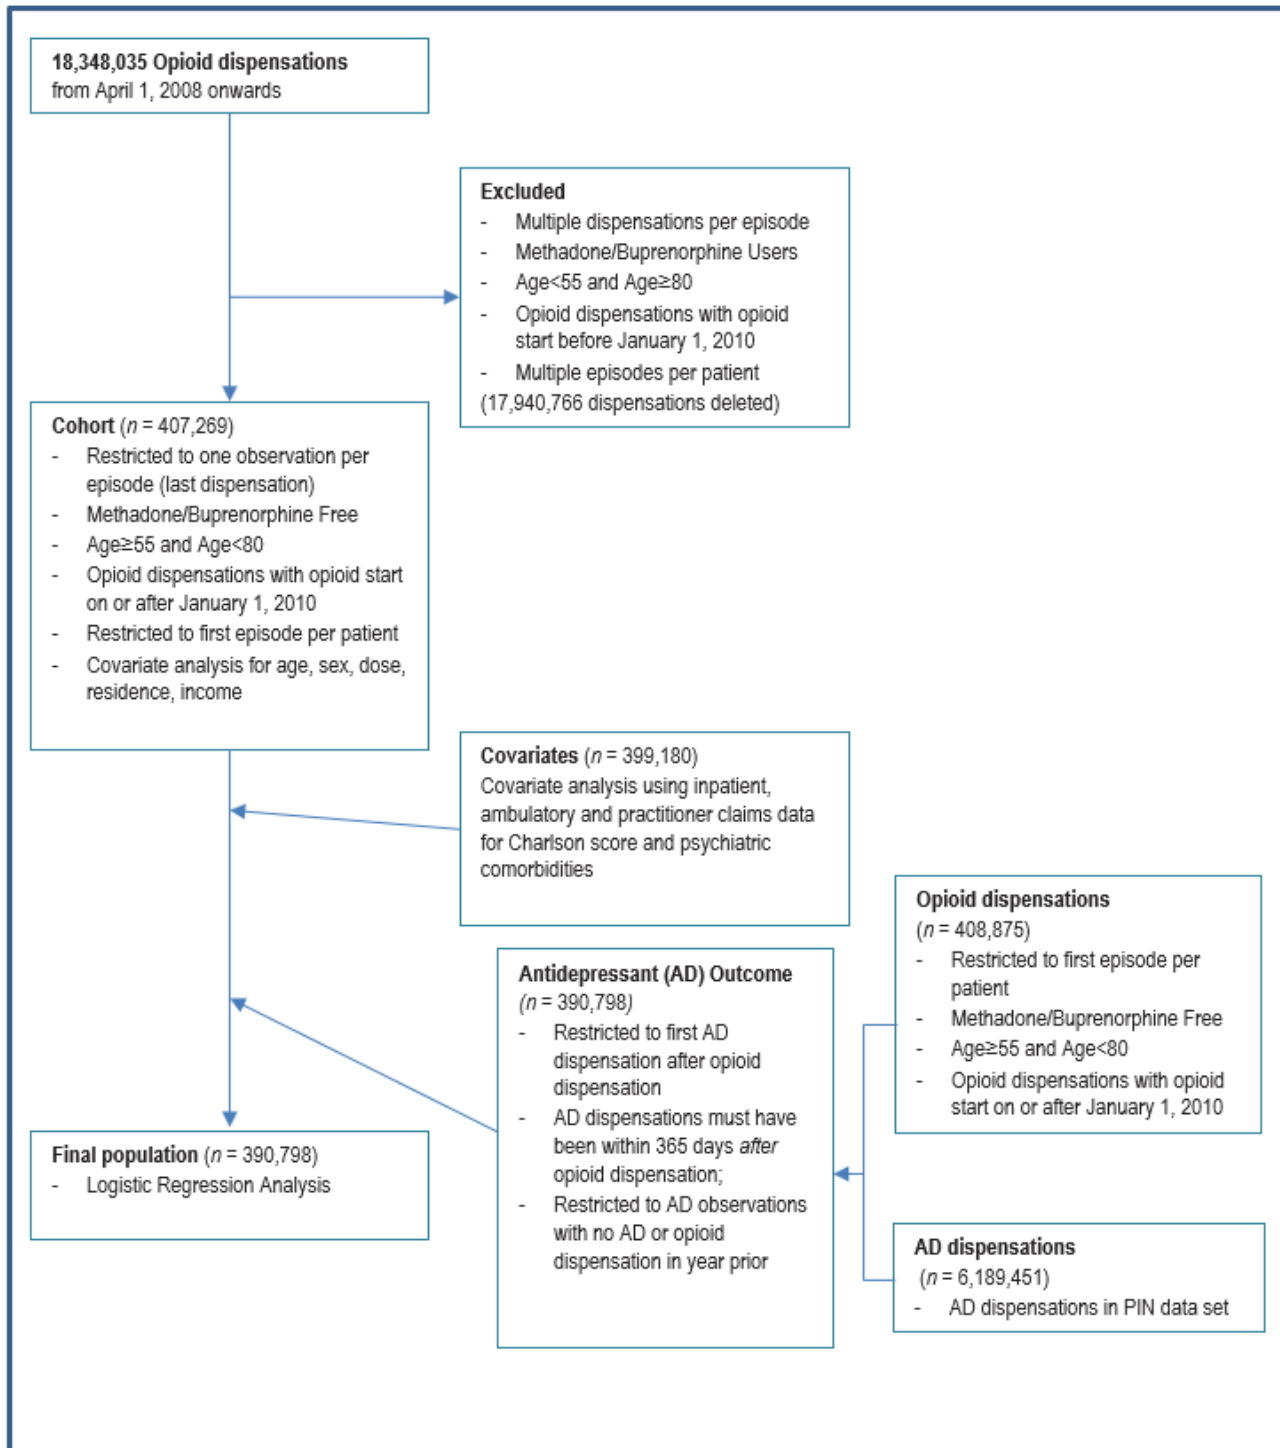 18,348,035 Opioid dispensations
from April 1, 2008 onwards
Excluded
- Multiple dispensations per episode
- Methadone/Buprenorphine Users
- Age<55 and Age≥80
- Opioid dispensations with opioid
start before January 1, 2010
- Multiple episodes per patient
(17,940,766 dispensations deleted)
Cohort (n = 407,269)
- Restricted to one observation per
episode (last dispensation)
- Methadone/Buprenorphine Free
- Age≥55 and Age<80
- Opioid dispensations with opioid start
on or after January 1, 2010
- Restricted to first episode per patient
- Covariate analysis for age, sex, dose,
residence, income
Covariates (n = 399,180)
Covariate analysis using inpatient,
ambulatory and practitioner claims data
for Charlson score and psychiatric
comorbidities
Opioid dispensations
(n = 408,875)
- Restricted to first episode per
patient
- Methadone/Buprenorphine Free
- Age≥55 and Age<80
- Opioid dispensations with opioid
start on or after January 1, 2010
Antidepressant (AD) Outcome
(n = 390,798)
- Restricted to first AD
dispensation after opioid
dispensation
- AD dispensations must have
been within 365 days after
opioid dispensation;
- Restricted to AD observations
with no AD or opioid
dispensation in year prior
AD dispensations
(n = 6,189,451)
- AD dispensations in PIN data set
Final population (n = 390,798)
- Logistic Regression Analysis